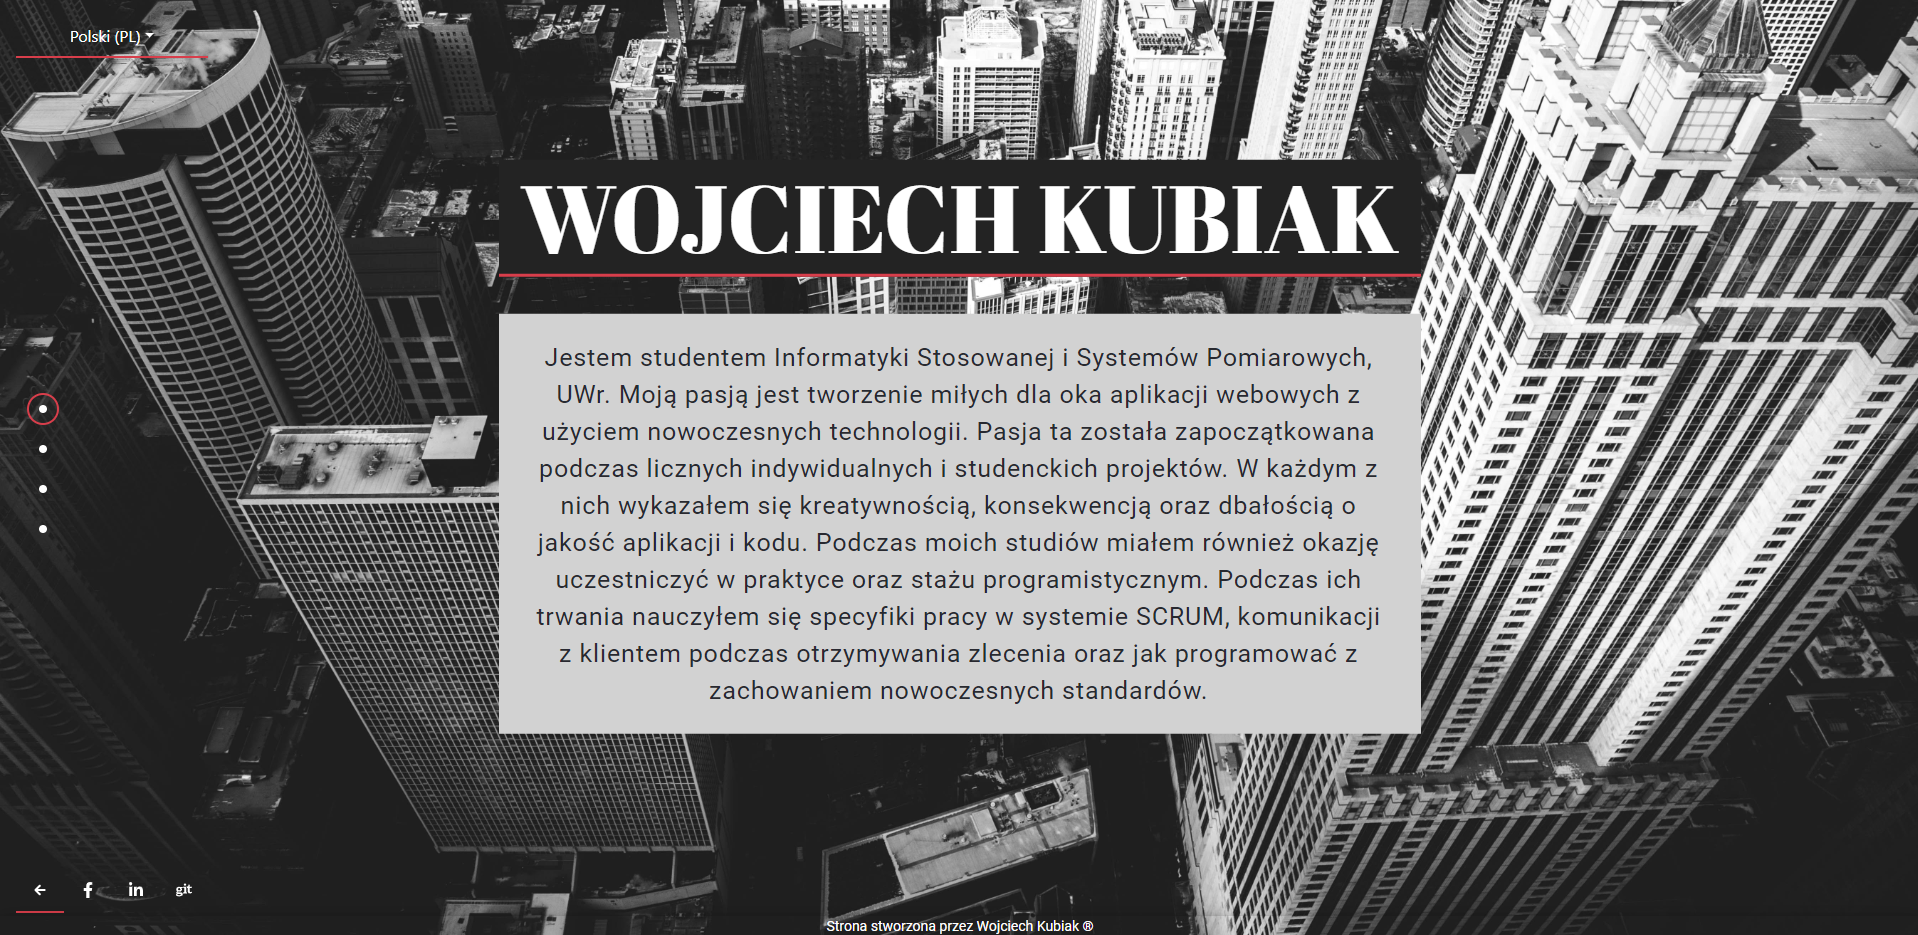 Polski (PL)
WOJCIECH KUBIAK
Jestem studentem Informatyki Stosowanej i Systemów Pomiarowych,
UWr. Moją pasją jest tworzenie miłych dla oka aplikacji webowych z
użyciem nowoczesnych technologii. Pasja ta została zapoczątkowana
podczas licznych indywidualnych i studenckich projektów. W każdym z
nich wykazałem się kreatywnością, konsekwencją oraz dbałością o
jakość aplikacji i kodu. Podczas moich studiów miałem również okazję
uczestniczyć w praktyce oraz stażu programistycznym. Podczas ich
trwania nauczyłem się specyfiki pracy w systemie SCRUM, komunikacji
z klientem podczas otrzymywania zlecenia oraz jak programować z
zachowaniem nowoczesnych standardów.
f in git
Strona stworzona przez Wojciech Kubiak ®